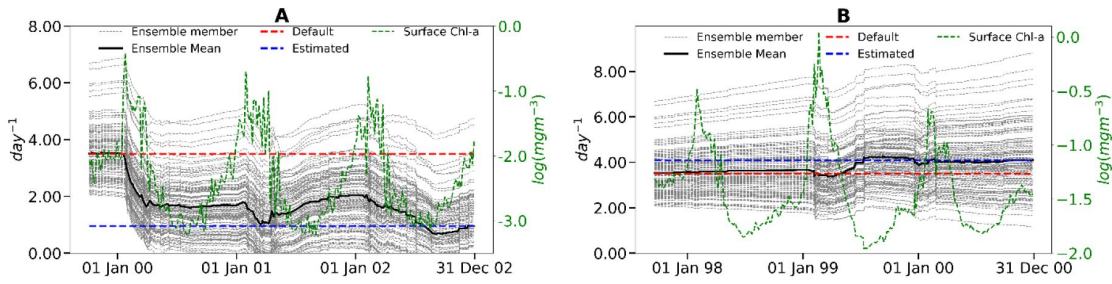 A
8.00
6.00
4.00
2.00
0.00
day⁻¹
Ensemble member
Ensemble Mean
Default
Estimated
Surface Chl-a
0.0
−1.0
−2.0
−3.0
log(mgm⁻³)
01 Jan 00
01 Jan 01
01 Jan 02
31 Dec 02
B
8.00
6.00
4.00
2.00
0.00
day⁻¹
Ensemble member
Ensemble Mean
Default
Estimated
Surface Chl-a
0.0
−0.5
−1.0
−1.5
−2.0
log(mgm⁻³)
01 Jan 98
01 Jan 99
01 Jan 00
31 Dec 00